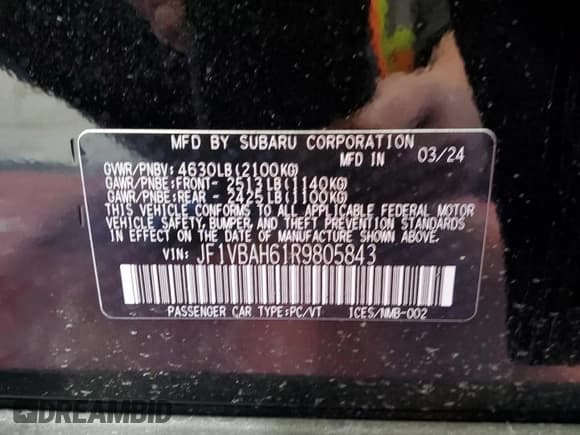 MFD BY SUBARU CORPORATION
MFD IN 03/24
GVWR/PNBV: 4630LB(2100KG)
GAWR/PNBE:FRONT- 2513LB(1140KG)
GAWR/PNBE:REAR - 2425LB(1100KG)
THIS VEHICLE CONFORMS TO ALL APPLICABLE FEDERAL MOTOR
VEHICLE SAFETY, BUMPER, AND THEFT PREVENTION STANDARDS
IN EFFECT ON THE DATE OF MANUFACTURE SHOWN ABOVE.
VIN: JF1VBAH61R9805843
PASSENGER CAR TYPE:PC/VT ICES/NMB-002
DREAMBID